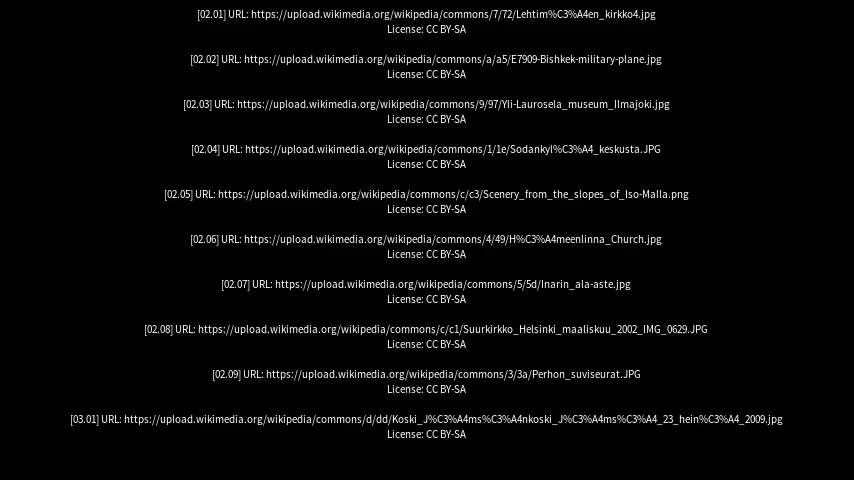 [02.01] URL: https://upload.wikimedia.org/wikipedia/commons/7/72/Lehtim%C3%A4en_kirkko4.jpg
License: CC BY-SA
[02.02] URL: https://upload.wikimedia.org/wikipedia/commons/a/a5/E7909-Bishkek-military-plane.jpg
License: CC BY-SA
[02.03] URL: https://upload.wikimedia.org/wikipedia/commons/9/97/Yli-Laurosela_museum_Ilmajoki.jpg
License: CC BY-SA
[02.04] URL: https://upload.wikimedia.org/wikipedia/commons/1/1e/Sodankyl%C3%A4_keskusta.JPG
License: CC BY-SA
[02.05] URL: https://upload.wikimedia.org/wikipedia/commons/c/c3/Scenery_from_the_slopes_of_Iso-Malla.png
License: CC BY-SA
[02.06] URL: https://upload.wikimedia.org/wikipedia/commons/4/49/H%C3%A4meenlinna_Church.jpg
License: CC BY-SA
[02.07] URL: https://upload.wikimedia.org/wikipedia/commons/5/5d/Inarin_ala-aste.jpg
License: CC BY-SA
[02.08] URL: https://upload.wikimedia.org/wikipedia/commons/c/c1/Suurkirkko_Helsinki_maaliskuu_2002_IMG_0629.JPG
License: CC BY-SA
[02.09] URL: https://upload.wikimedia.org/wikipedia/commons/3/3a/Perhon_suviseurat.JPG
License: CC BY-SA
[03.01] URL: https://upload.wikimedia.org/wikipedia/commons/d/dd/Koski_J%C3%A4ms%C3%A4nkoski_J%C3%A4ms%C3%A4_23_hein%C3%A4_2009.jpg
License: CC BY-SA